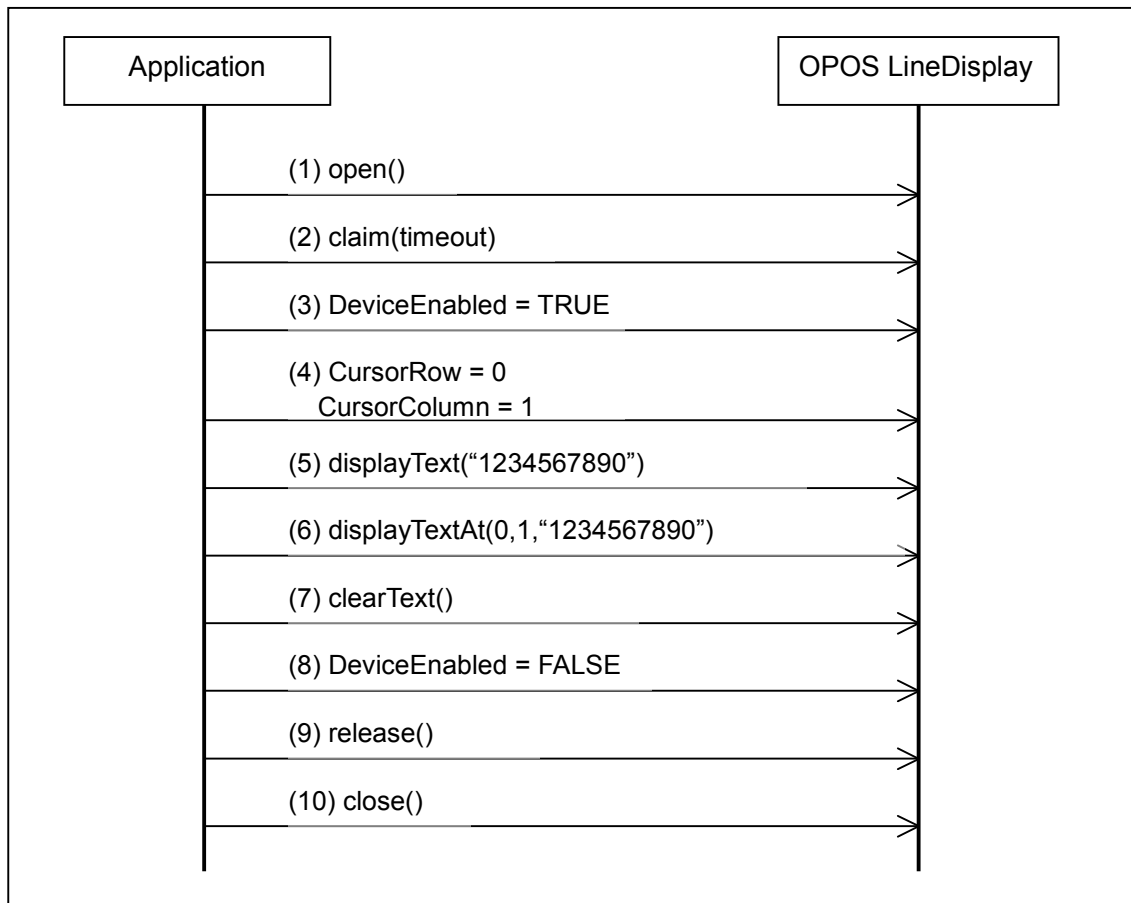 Application
OPOS LineDisplay
(1) open()
(2) claim(timeout)
(3) DeviceEnabled = TRUE
(4) CursorRow = 0
CursorColumn = 1
(5) displayText(“1234567890”)
(6) displayTextAt(0,1,“1234567890”)
(7) clearText()
(8) DeviceEnabled = FALSE
(9) release()
(10) close()